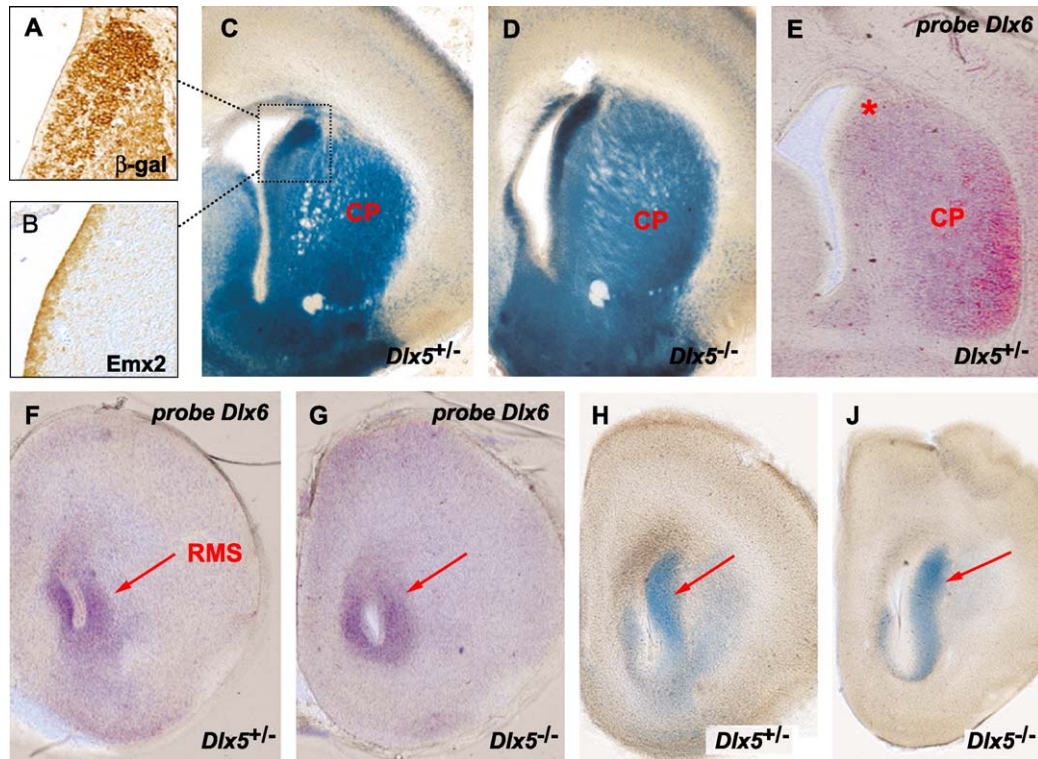 A
β-gal
B
Emx2
C
CP
Dlx5+/-
D
CP
Dlx5-/-
E
probe Dlx6
*
CP
Dlx5+/-
F
probe Dlx6
RMS
Dlx5+/-
G
probe Dlx6
Dlx5-/-
H
Dlx5+/-
J
Dlx5-/-